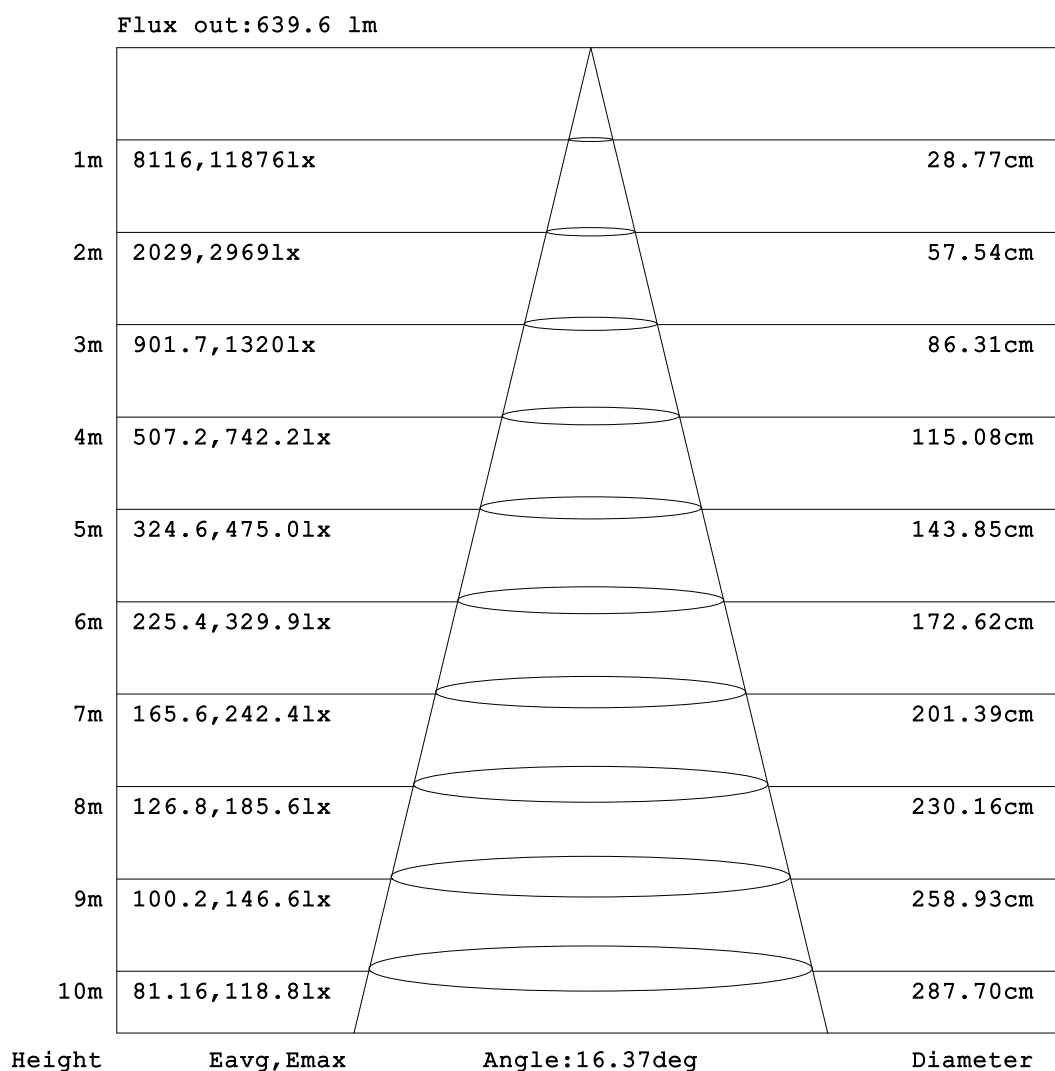 Flux out:639.6 lm
1m 8116,11876lx 28.77cm
2m 2029,2969lx 57.54cm
3m 901.7,1320lx 86.31cm
4m 507.2,742.2lx 115.08cm
5m 324.6,475.0lx 143.85cm
6m 225.4,329.9lx 172.62cm
7m 165.6,242.4lx 201.39cm
8m 126.8,185.6lx 230.16cm
9m 100.2,146.6lx 258.93cm
10m 81.16,118.8lx 287.70cm
Height Eavg,Emax Angle:16.37deg Diameter